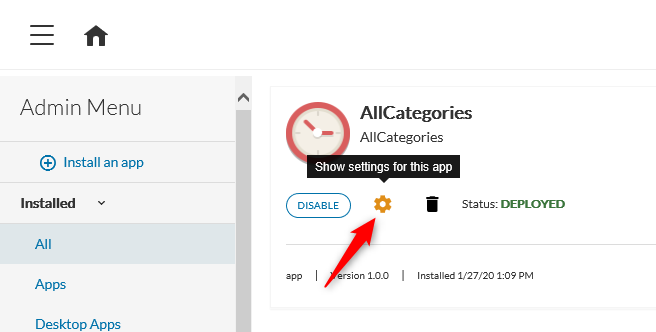 Admin Menu
Install an app
Installed
All
Apps
Desktop Apps
AllCategories
AllCategories
Show settings for this app
DISABLE
Status: DEPLOYED
app | Version 1.0.0 | Installed 1/27/20 1:09 PM